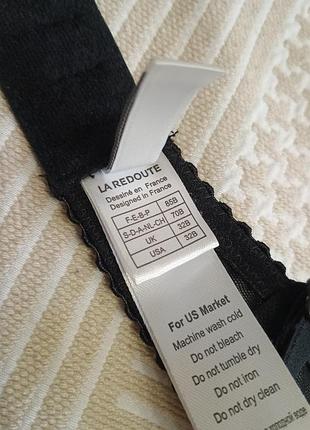 LA REDOUTE
Dessiné en France
Designed in France
F-E-B-P 85B
S-D-A-NL-CH 70B
UK 32B
USA 32B
For US Market
Machine wash cold
Do not bleach
Do not tumble dry
Do not iron
Do not dry clean